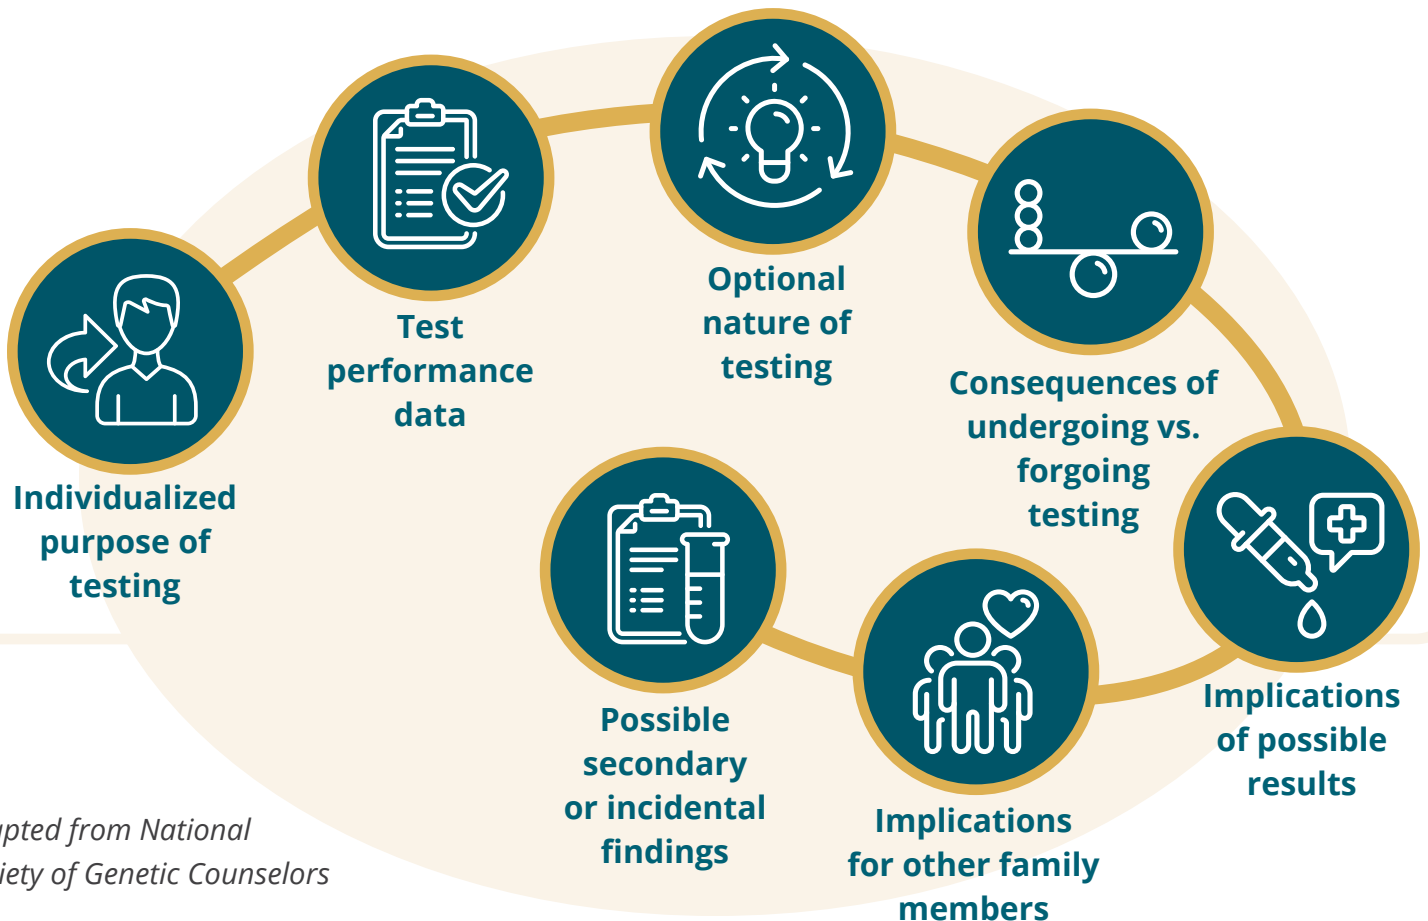 Individualized
purpose of
testing
Test
performance
data
Optional
nature of
testing
Consequences of
undergoing vs.
forgoing
testing
Implications
of possible
results
Implications
for other family
members
Possible
secondary
or incidental
findings
pted from National
iety of Genetic Counselors